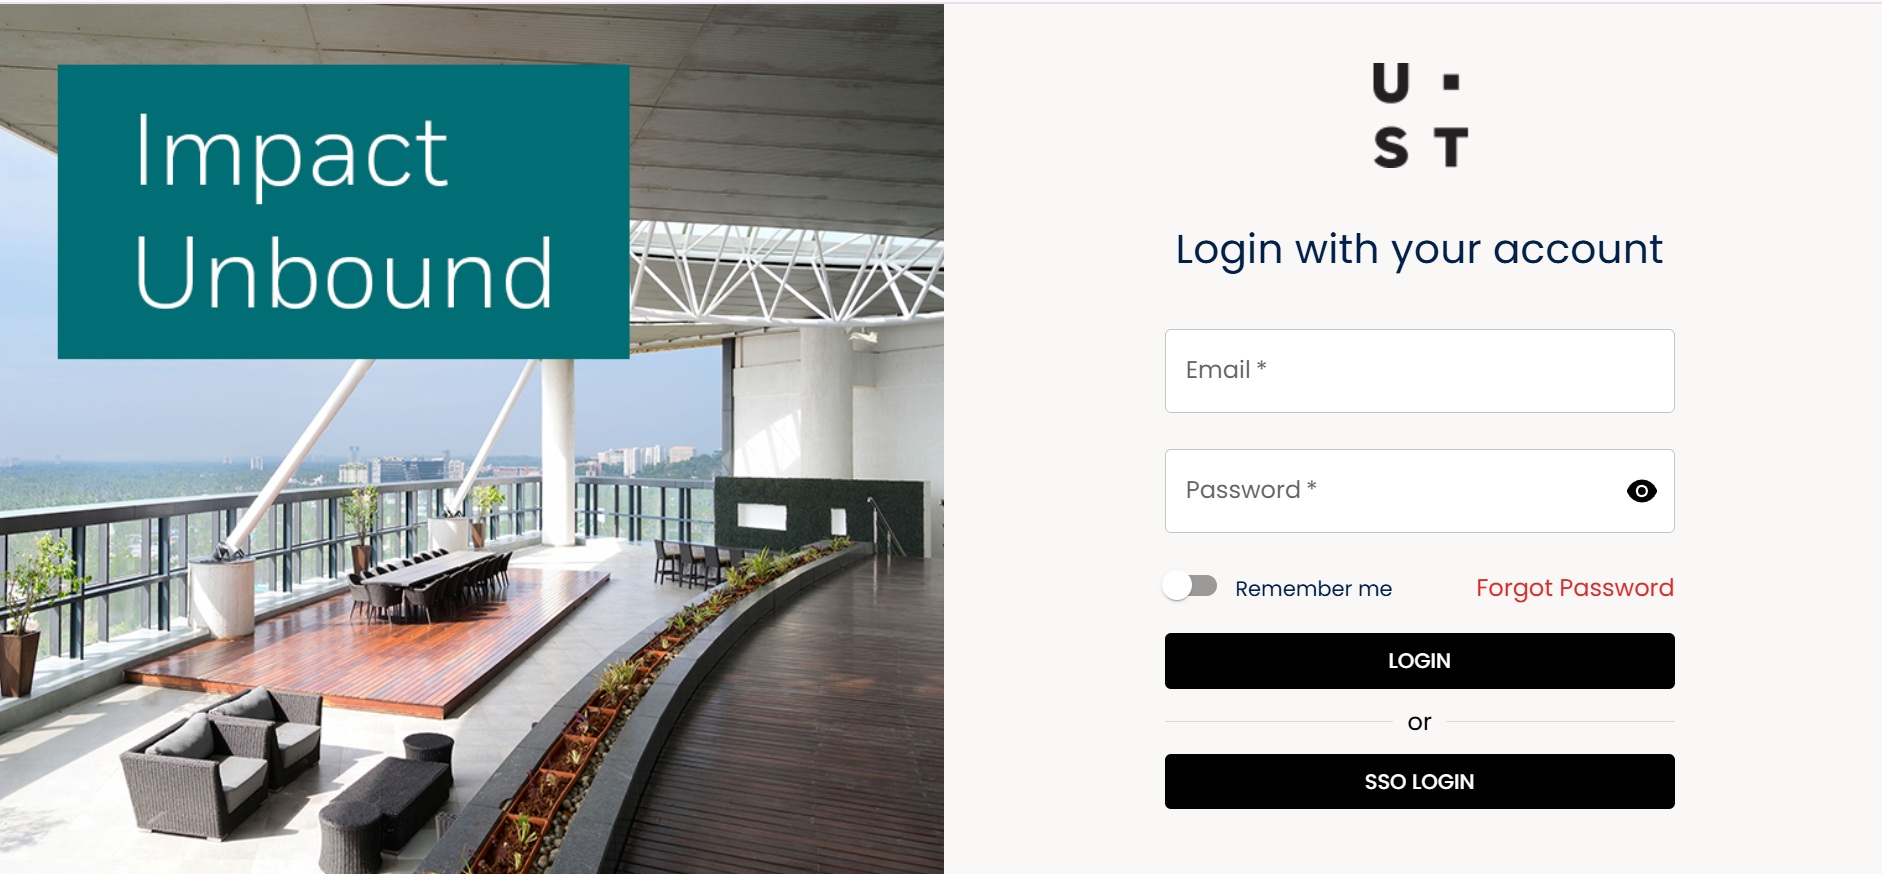 Impact
Unbound
U ·
S T
Login with your account
Email *
Password *
Remember me
Forgot Password
LOGIN
or
SSO LOGIN